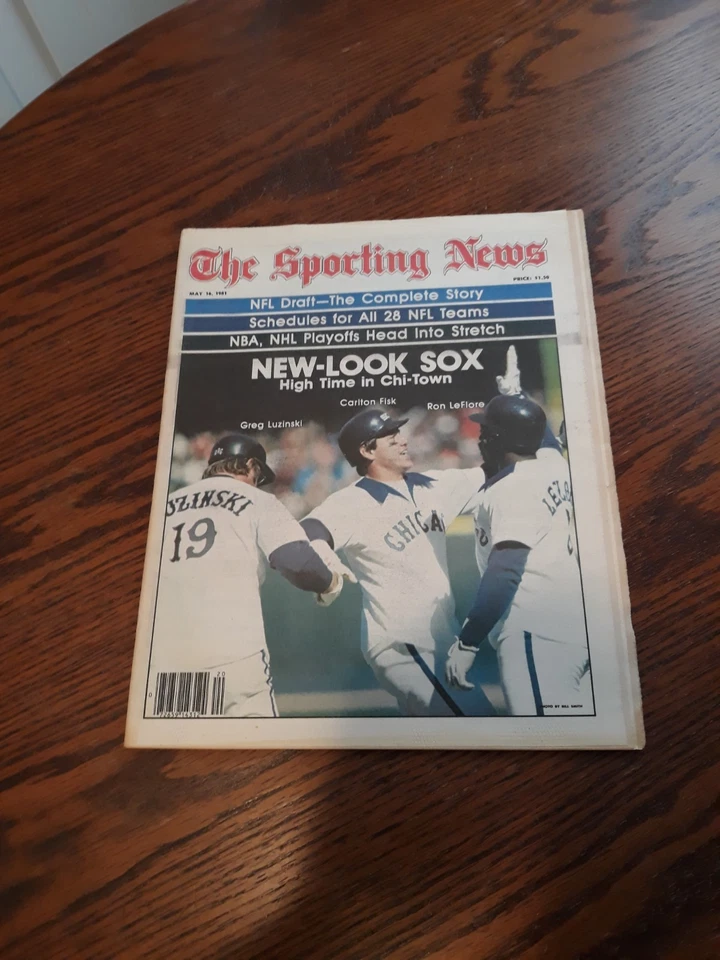 The Sporting News
MAY 16, 1981 PRICE: $1.50
NFL Draft—The Complete Story
Schedules for All 28 NFL Teams
NBA, NHL Playoffs Head Into Stretch
NEW-LOOK SOX
High Time in Chi-Town
Carlton Fisk
Ron LeFlore
Greg Luzinski
UZINSKI
19
CHICA
20